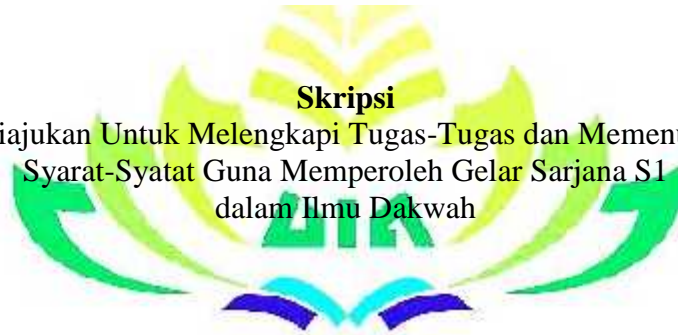 Skripsi
iajukan Untuk Melengkapi Tugas-Tugas dan Memenu
Syarat-Syatat Guna Memperoleh Gelar Sarjana S1
dalam Ilmu Dakwah